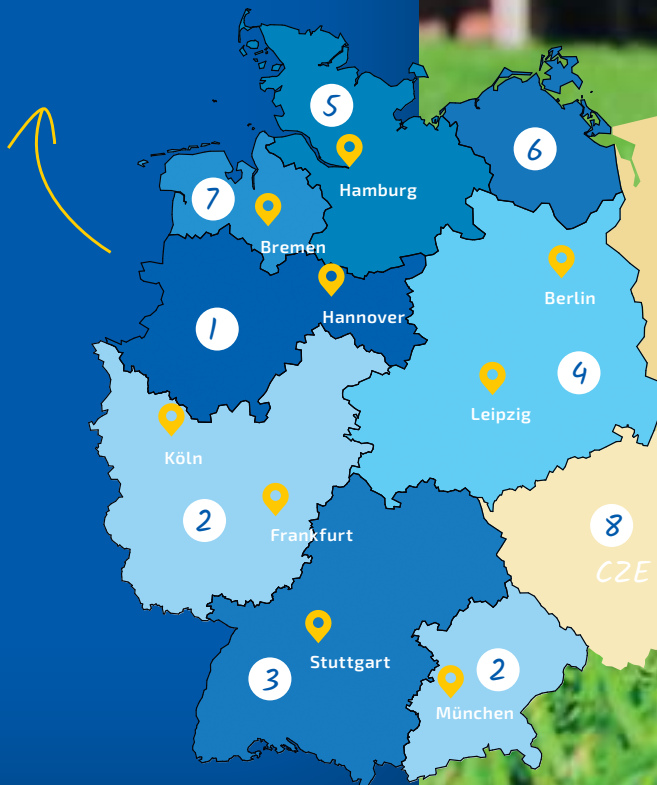 5
6
Hamburg
7
Bremen
Berlin
Hannover
1
4
Leipzig
Köln
2
8
Frankfurt
CZE
Stuttgart
3
2
München